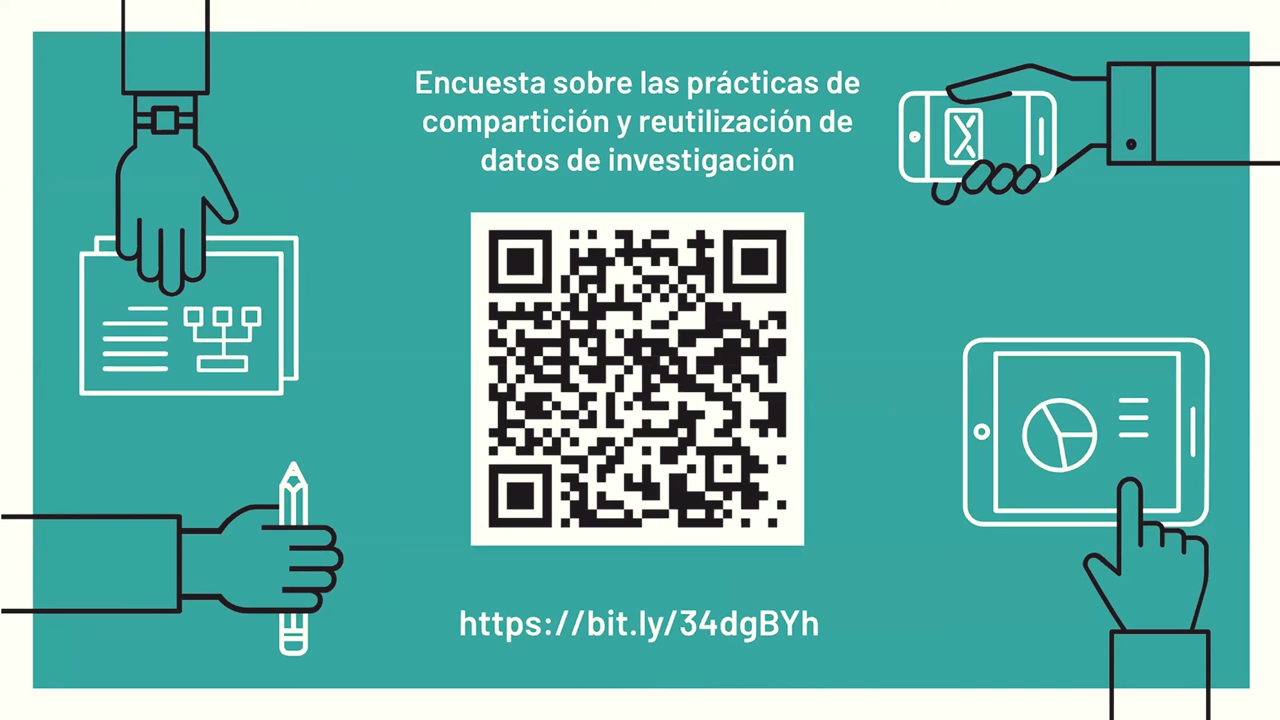 Encuesta sobre las prácticas de
compartición y reutilización de
datos de investigación
https://bit.ly/34dgBYh